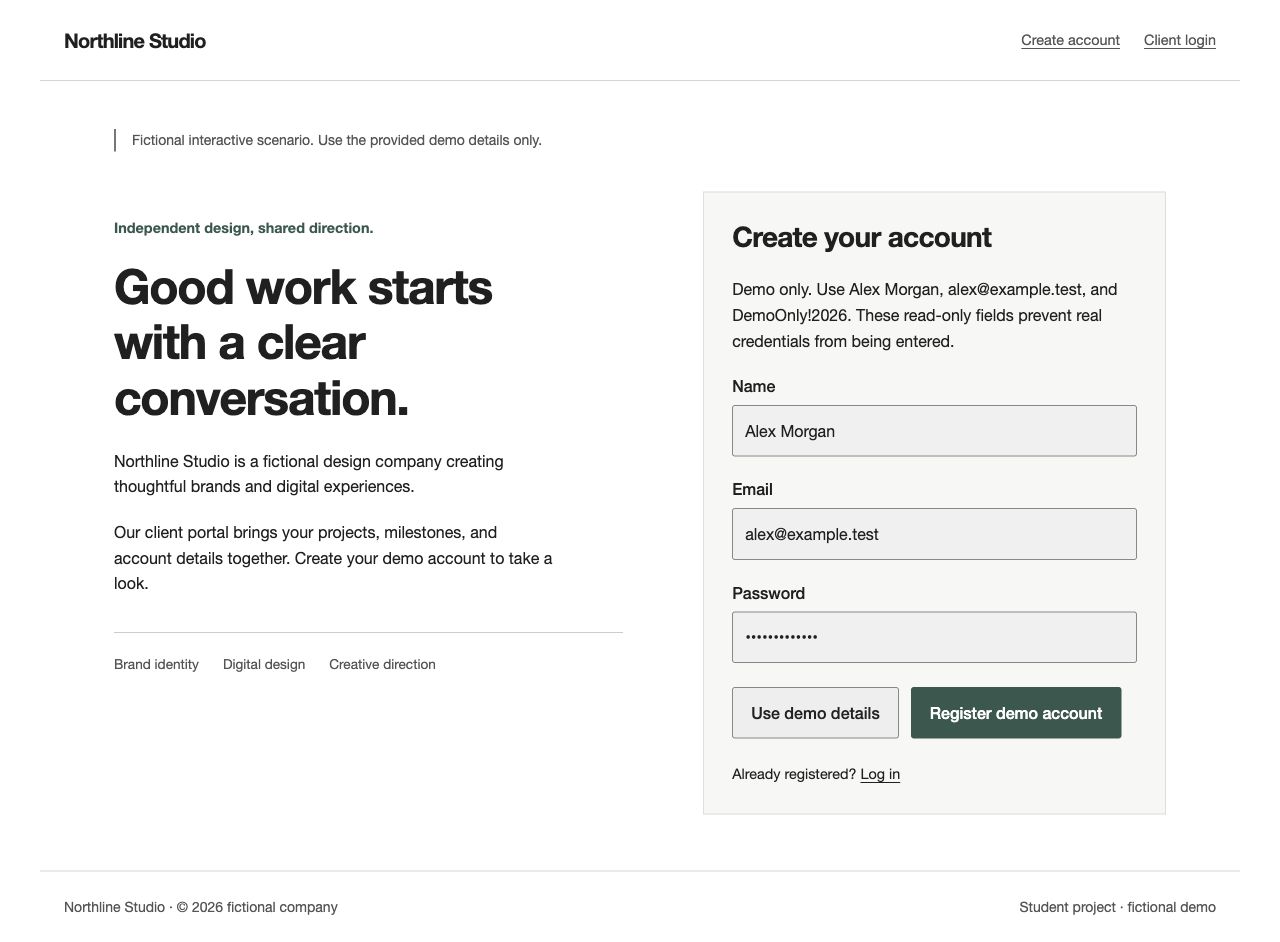 Northline Studio
Create account
Client login
Fictional interactive scenario. Use the provided demo details only.
Independent design, shared direction.
Good work starts
with a clear
conversation.
Northline Studio is a fictional design company creating
thoughtful brands and digital experiences.
Our client portal brings your projects, milestones, and
account details together. Create your demo account to take a
look.
Brand identity
Digital design
Creative direction
Create your account
Demo only. Use Alex Morgan, alex@example.test, and
DemoOnly!2026. These read-only fields prevent real
credentials from being entered.
Name
Alex Morgan
Email
alex@example.test
Password
•••••••••••••
Use demo details
Register demo account
Already registered? Log in
Northline Studio · © 2026 fictional company
Student project · fictional demo